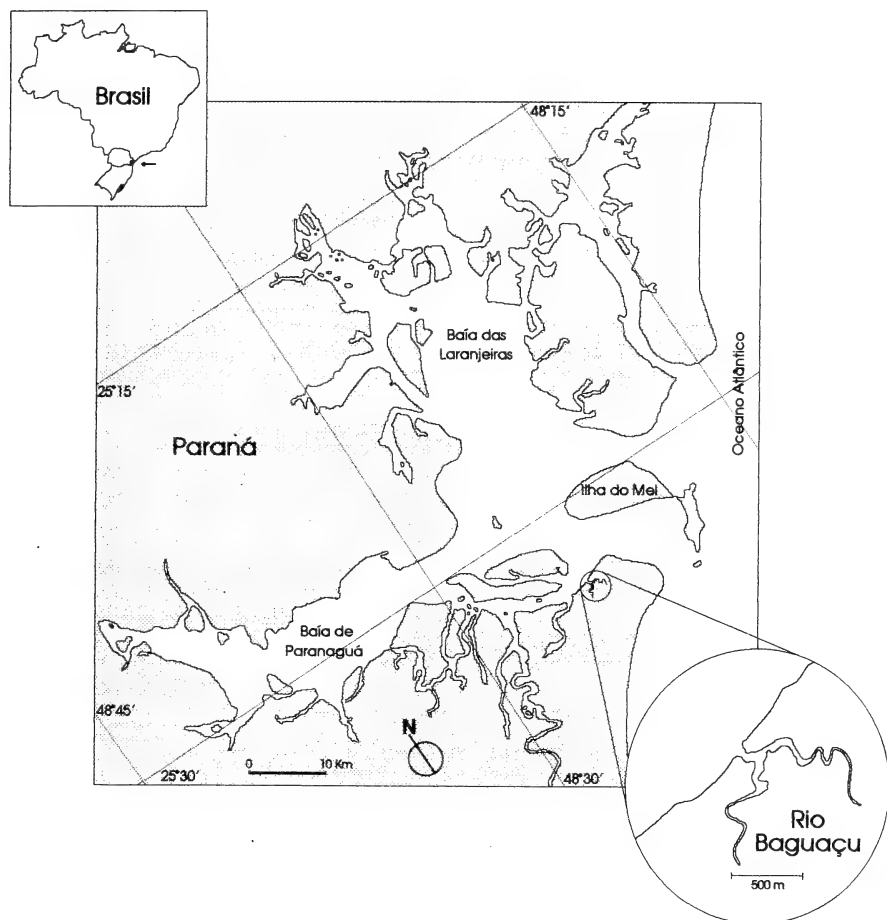 Brasil
48°15′
Baía das
Laranjeiras
25°15′
Oceano Atlântico
Paraná
Ilha do Mel
Baía de
Paranaguá
48°45′
N
0 10 Km
25°30′
48°30′
Rio
Baguaçu
500 m